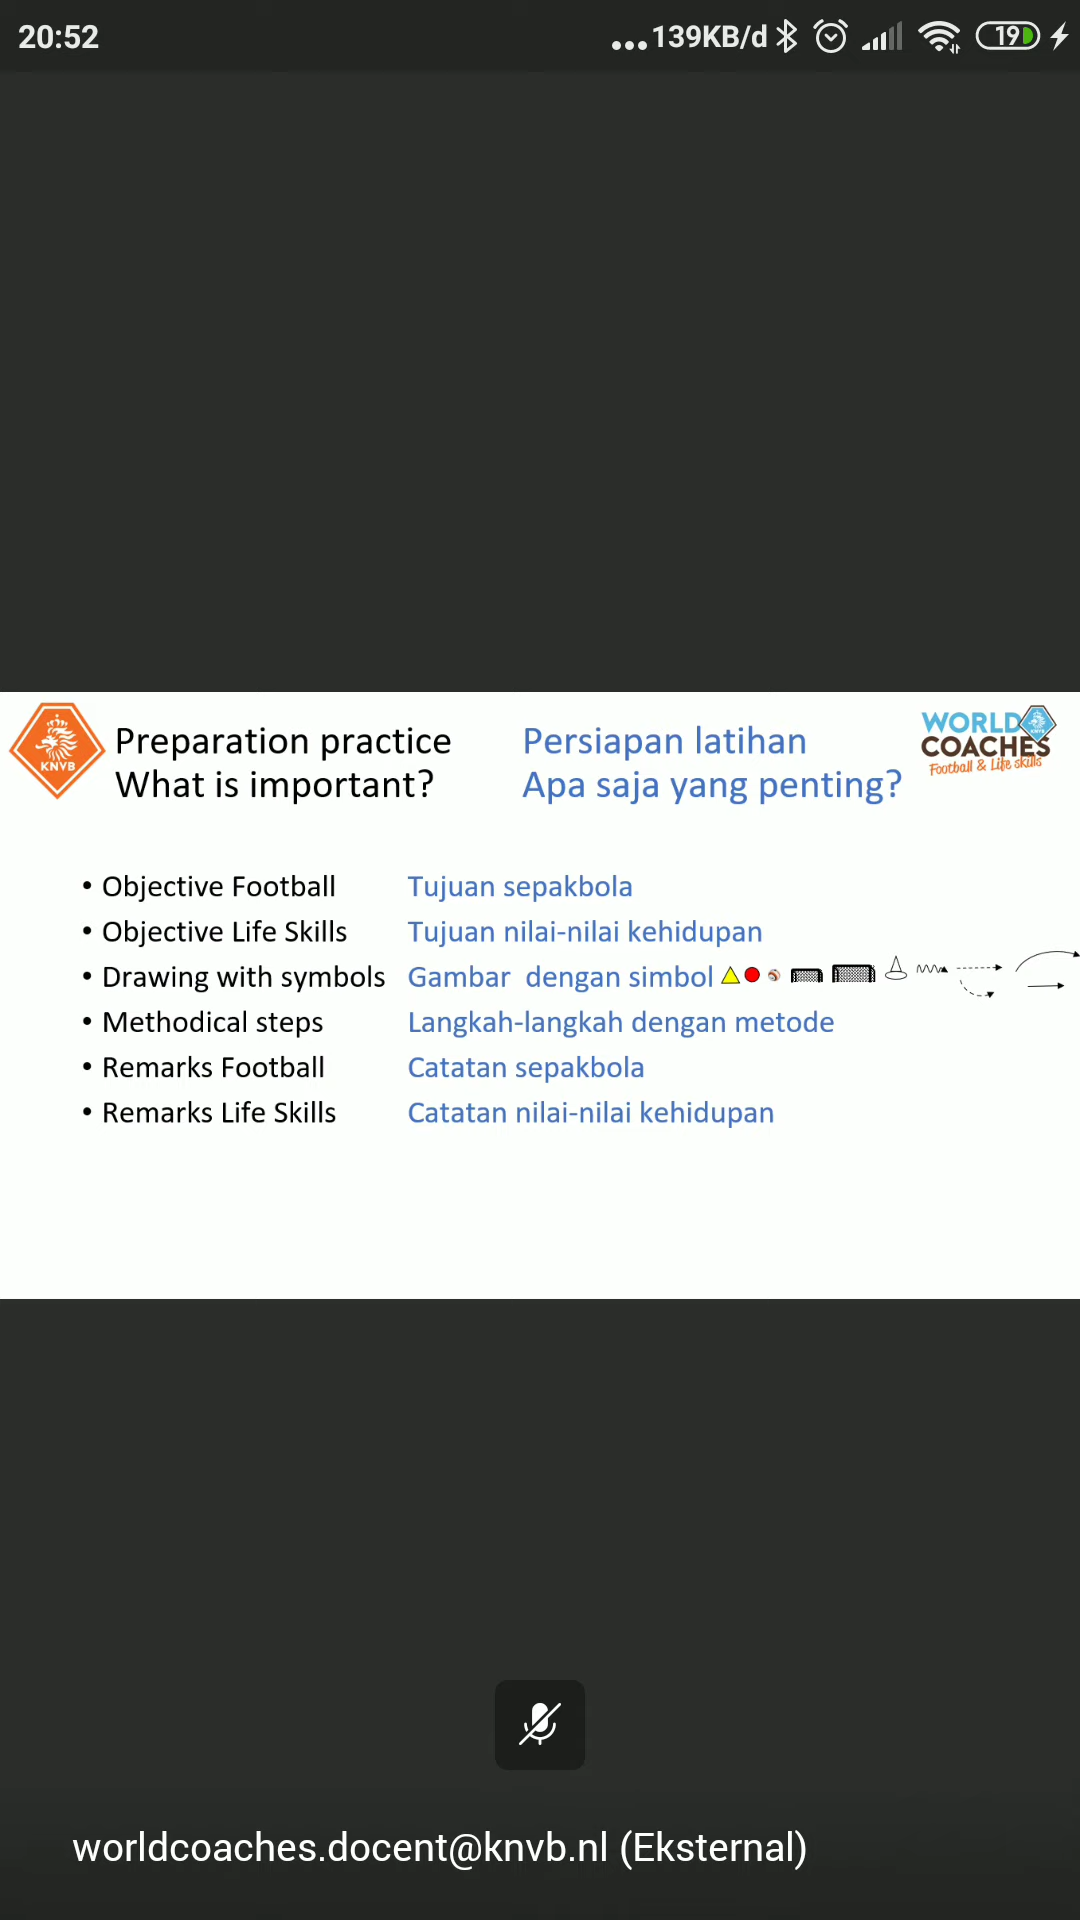 20:52
...139KB/d
19
Preparation practice
What is important?
Persiapan latihan
Apa saja yang penting?
KNVB
WORLD
COACHES
Football & Life skills
• Objective Football Tujuan sepakbola
• Objective Life Skills Tujuan nilai-nilai kehidupan
• Drawing with symbols Gambar dengan simbol
• Methodical steps Langkah-langkah dengan metode
• Remarks Football Catatan sepakbola
• Remarks Life Skills Catatan nilai-nilai kehidupan
worldcoaches.docent@knvb.nl (Eksternal)